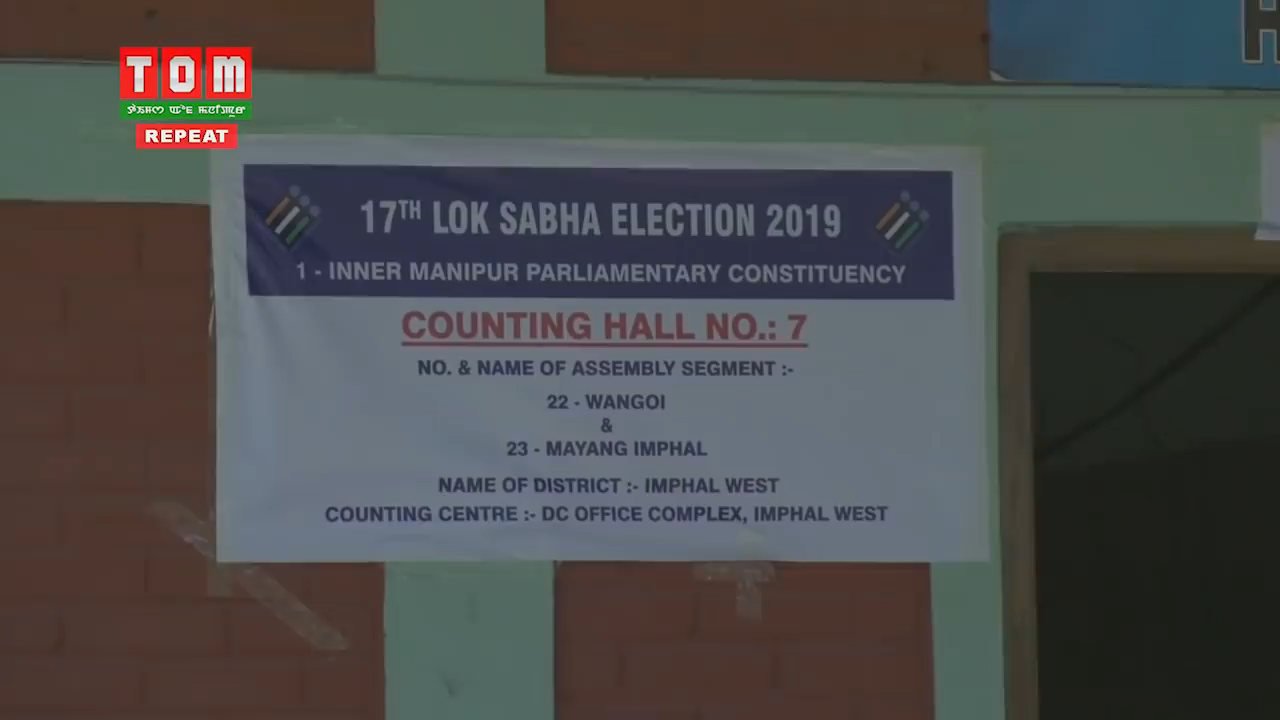 TOM
REPEAT
17TH LOK SABHA ELECTION 2019
1 - INNER MANIPUR PARLIAMENTARY CONSTITUENCY
COUNTING HALL NO.: 7
NO. & NAME OF ASSEMBLY SEGMENT :-
22 - WANGOI
&
23 - MAYANG IMPHAL
NAME OF DISTRICT :- IMPHAL WEST
COUNTING CENTRE :- DC OFFICE COMPLEX, IMPHAL WEST